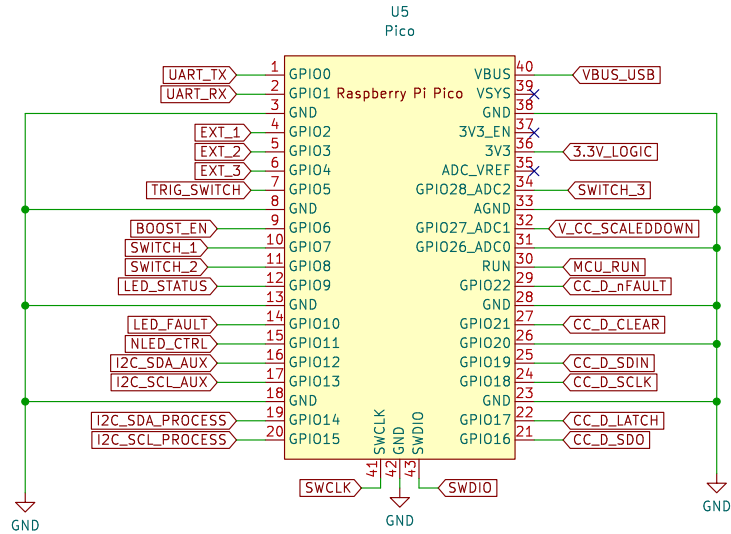 U5
Pico
UART_TX 1 GPIO0 VBUS 40 VBUS_USB
UART_RX 2 GPIO1 Raspberry Pi Pico VSYS 39
3 GND GND 38
EXT_1 4 GPIO2 3V3_EN 37
EXT_2 5 GPIO3 3V3 36 3.3V_LOGIC
EXT_3 6 GPIO4 ADC_VREF 35
TRIG_SWITCH 7 GPIO5 GPIO28_ADC2 34 SWITCH_3
8 GND AGND 33
BOOST_EN 9 GPIO6 GPIO27_ADC1 32 V_CC_SCALEDDOWN
SWITCH_1 10 GPIO7 GPIO26_ADC0 31
SWITCH_2 11 GPIO8 RUN 30 MCU_RUN
LED_STATUS 12 GPIO9 GPIO22 29 CC_D_nFAULT
13 GND GND 28
LED_FAULT 14 GPIO10 GPIO21 27 CC_D_CLEAR
NLED_CTRL 15 GPIO11 GPIO20 26
I2C_SDA_AUX 16 GPIO12 GPIO19 25 CC_D_SDIN
I2C_SCL_AUX 17 GPIO13 GPIO18 24 CC_D_SCLK
18 GND GND 23
I2C_SDA_PROCESS 19 GPIO14 GPIO17 22 CC_D_LATCH
I2C_SCL_PROCESS 20 GPIO15 GPIO16 21 CC_D_SDO
SWCLK GND SWDIO
41 42 43
SWCLK SWDIO
GND GND GND